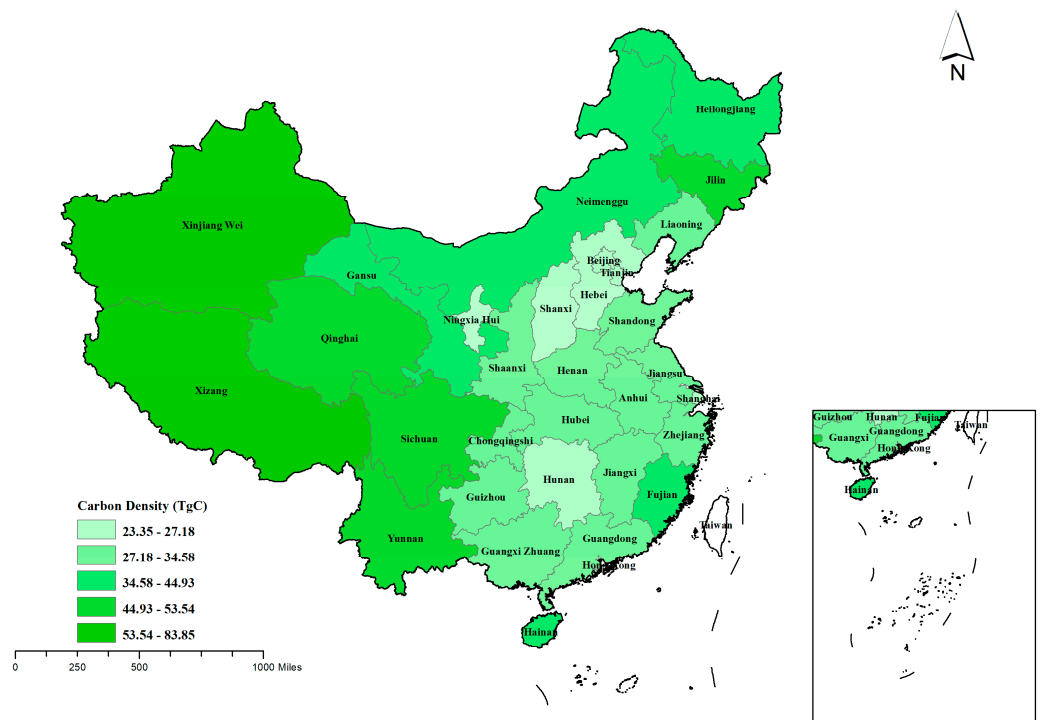 N
Heilongjiang
Jilin
Neimenggu
Liaoning
Xinjiang Wei
Beijing
Tianjin
Gansu
Hebei
Shanxi
Ningxia Hui
Shandong
Qinghai
Shaanxi
Henan
Jiangsu
Xizang
Anhui
Shanghai
Hubei
Sichuan
Chongqingshi
Zhejiang
Jiangxi
Hunan
Guizhou
Fujian
Taiwan
Yunnan
Guangdong
Guangxi Zhuang
Hong Kong
Hainan
Carbon Density (TgC)
23.35 - 27.18
27.18 - 34.58
34.58 - 44.93
44.93 - 53.54
53.54 - 83.85
0 250 500 1000 Miles
Guizhou Hunan Fujian
Taiwan
Guangxi Guangdong
Hong Kong
Hainan